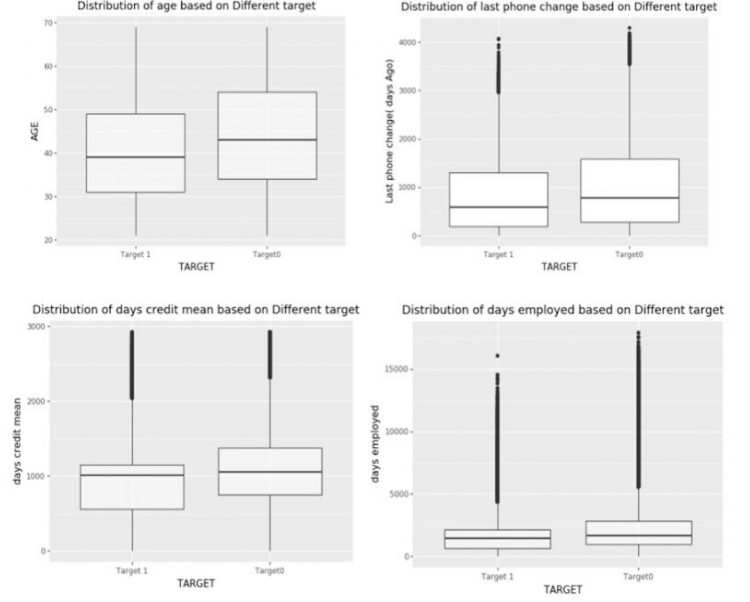 Distribution of age based on Different target
70
60
50
40
30
20
AGE
Target 1
Target0
TARGET
Distribution of last phone change based on Different target
4000
3000
2000
1000
0
Last phone change( days Ago)
Target 1
Target0
TARGET
Distribution of days credit mean based on Different target
3000
2000
1000
0
days credit mean
Target 1
Target0
TARGET
Distribution of days employed based on Different target
15000
10000
5000
0
days employed
Target 1
Target0
TARGET